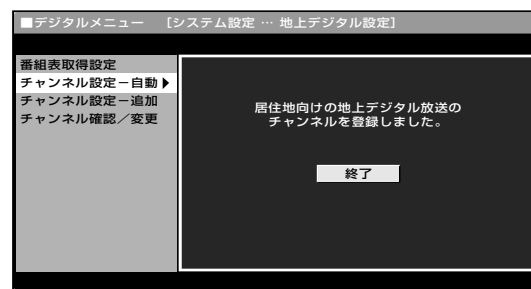 ■デジタルメニュー　[システム設定 … 地上デジタル設定]
番組表取得設定
チャンネル設定－自動▶
チャンネル設定－追加
チャンネル確認／変更
居住地向けの地上デジタル放送の
チャンネルを登録しました。
終了